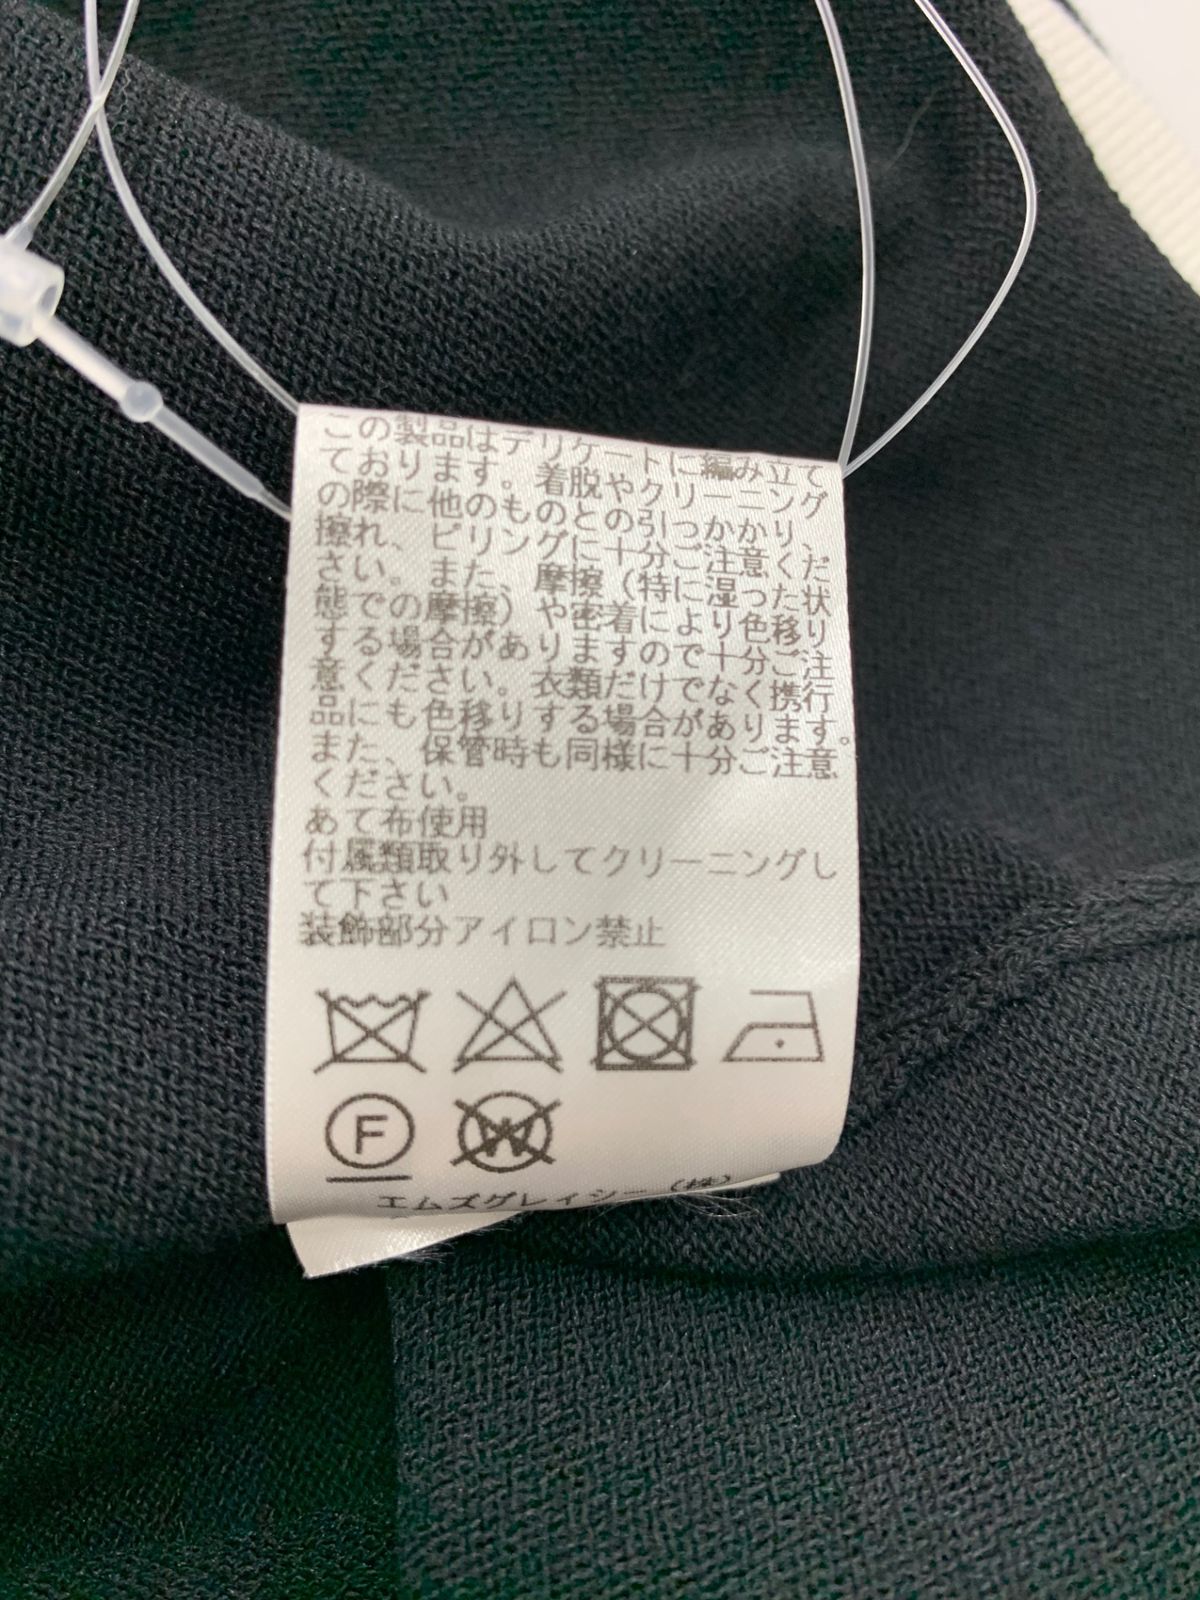 この製品はデリケートに編み立て
ております。着脱やクリーニング
の際に他のものとの引っかかり、
擦れ、ピリングに十分ご注意くだ
さい。また、摩擦（特に湿った状
態での摩擦）や密着により色移り
する場合がありますので十分ご注
意ください。衣類だけでなく携行
品にも色移りする場合があります。
また、保管時も同様に十分ご注意
ください。
あて布使用
付属類取り外してクリーニングし
て下さい
装飾部分アイロン禁止
F W
エムズグレイシー（株）